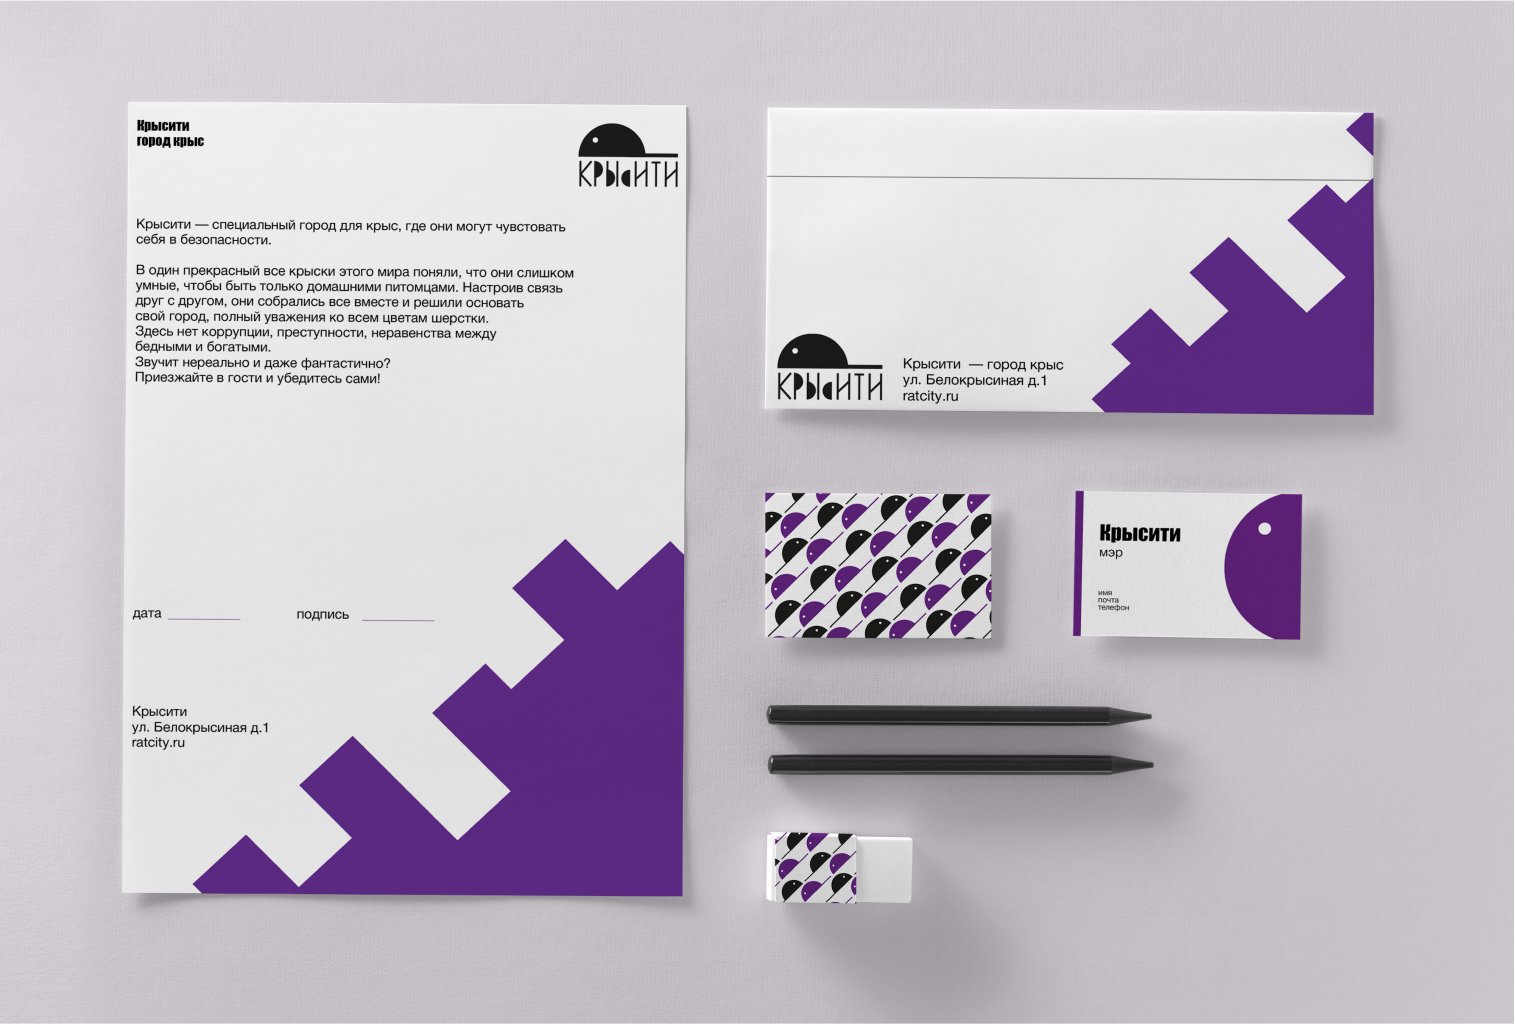 Крысити
город крыс
КРЫСИТИ
Крысити — специальный город для крыс, где они могут чувствовать
себя в безопасности.
В один прекрасный все крыски этого мира поняли, что они слишком
умные, чтобы быть только домашними питомцами. Настроив связь
друг с другом, они собрались все вместе и решили основать
свой город, полный уважения ко всем цветам шерстки.
Здесь нет коррупции, преступности, неравенства между
бедными и богатыми.
Звучит нереально и даже фантастично?
Приезжайте в гости и убедитесь сами!
дата
подпись
Крысити
ул. Белокрысиная д.1
ratcity.ru
КРЫСИТИ
Крысити — город крыс
ул. Белокрысиная д.1
ratcity.ru
Крысити
мэр
имя
почта
телефон